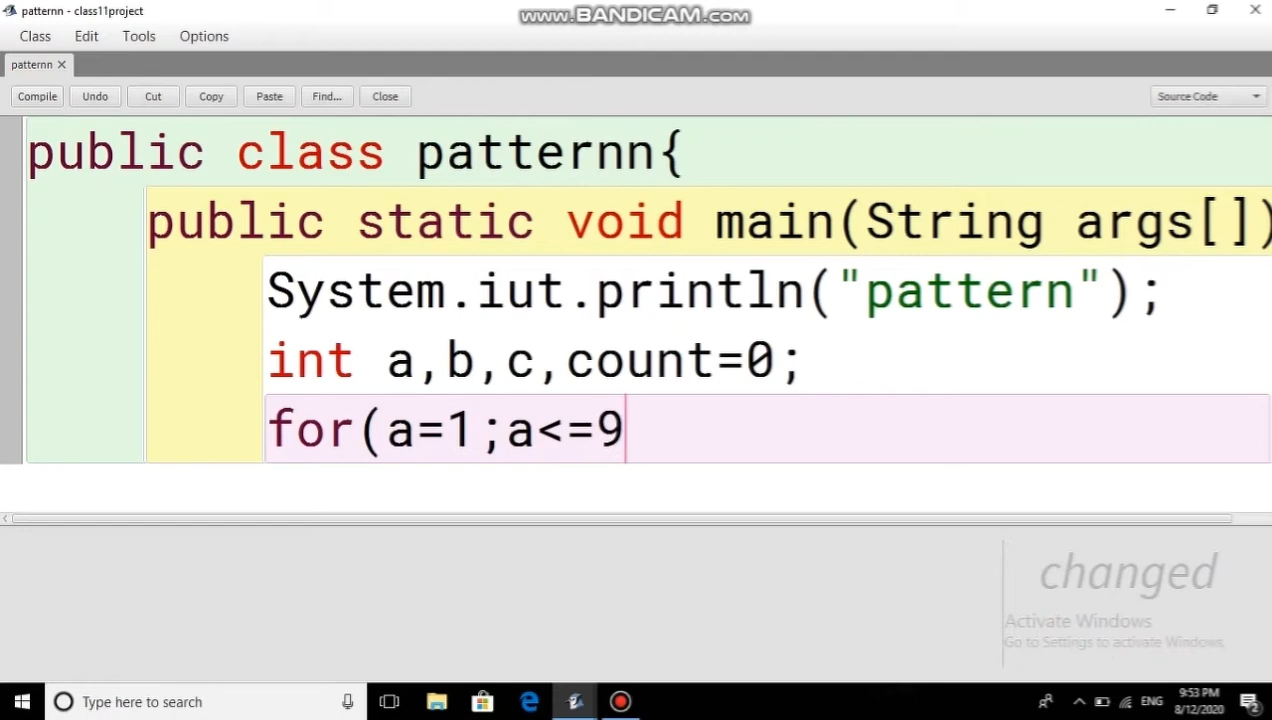 patternn - class11project
www.BANDICAM.com
Class Edit Tools Options
patternn ×
Compile Undo Cut Copy Paste Find... Close Source Code
public class patternn{
public static void main(String args[])
System.iut.println("pattern");
int a,b,c,count=0;
for(a=1;a<=9
changed
Activate Windows
Go to Settings to activate Windows.
Type here to search
ENG
9:53 PM
8/12/2020
2